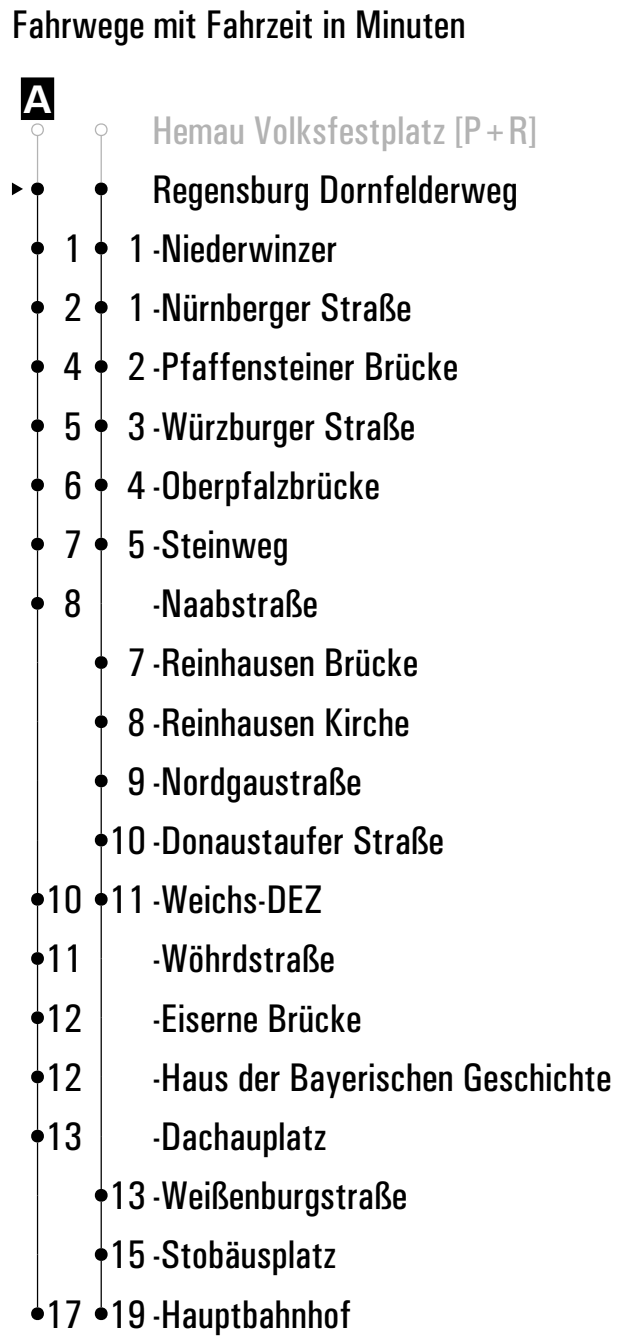 Fahrwege mit Fahrzeit in Minuten
A
Hemau Volksfestplatz [P+R]
Regensburg Dornfelderweg
1 1 -Niederwinzer
2 1 -Nürnberger Straße
4 2 -Pfaffensteiner Brücke
5 3 -Würzburger Straße
6 4 -Oberpfalzbrücke
7 5 -Steinweg
8 -Naabstraße
7 -Reinhausen Brücke
8 -Reinhausen Kirche
9 -Nordgaustraße
10 -Donaustaufer Straße
10 11 -Weichs-DEZ
11 -Wöhrdstraße
12 -Eiserne Brücke
12 -Haus der Bayerischen Geschichte
13 -Dachauplatz
13 -Weißenburgstraße
15 -Stobäusplatz
17 19 -Hauptbahnhof